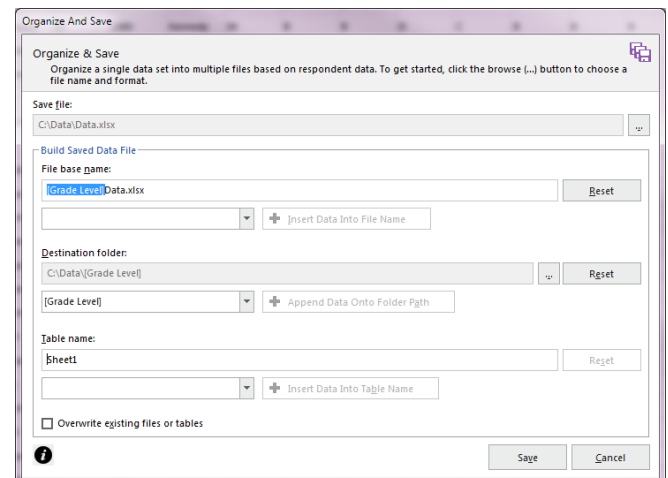 Organize And Save
Organize & Save
Organize a single data set into multiple files based on respondent data. To get started, click the browse (...) button to choose a
file name and format.
Save file:
C:\Data\Data.xlsx
...
Build Saved Data File
File base name:
[Grade Level]Data.xlsx
Reset
Insert Data Into File Name
Destination folder:
C:\Data\[Grade Level]
...
Reset
[Grade Level]
Append Data Onto Folder Path
Table name:
Sheet1
Reset
Insert Data Into Table Name
Overwrite existing files or tables
Save
Cancel